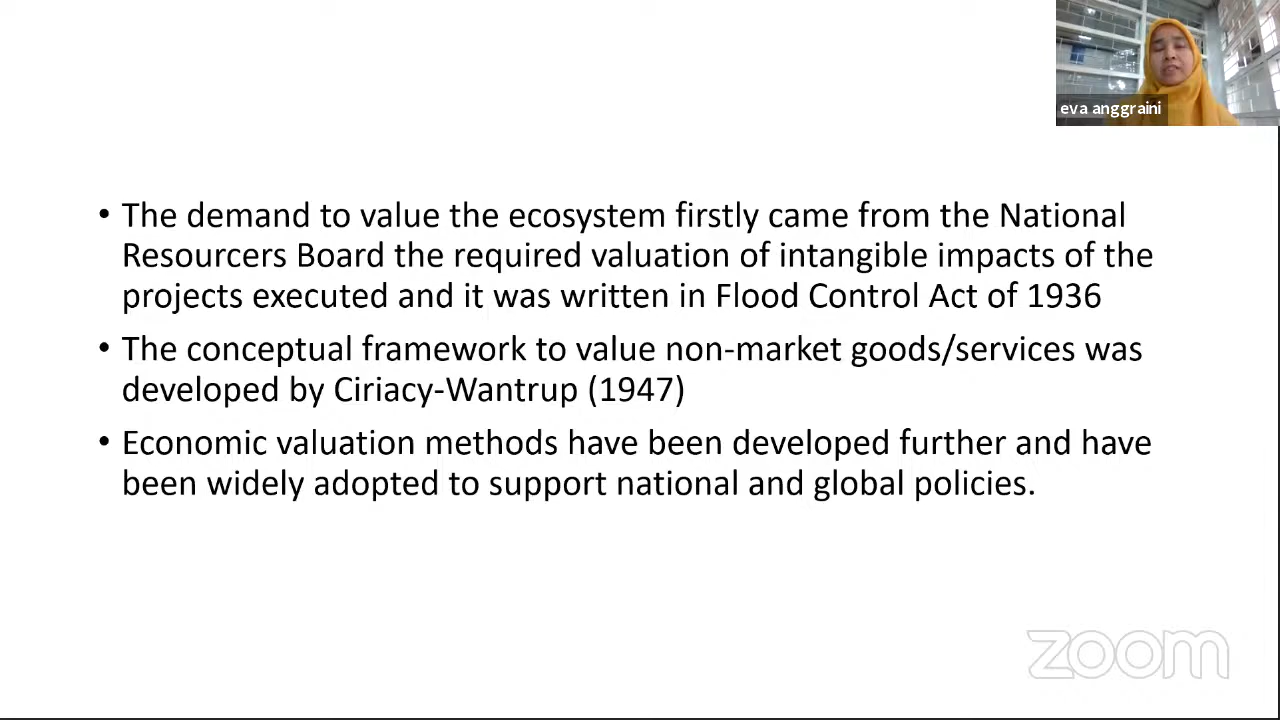 eva anggraini
• The demand to value the ecosystem firstly came from the National
Resourcers Board the required valuation of intangible impacts of the
projects executed and it was written in Flood Control Act of 1936
• The conceptual framework to value non-market goods/services was
developed by Ciriacy-Wantrup (1947)
• Economic valuation methods have been developed further and have
been widely adopted to support national and global policies.
zoom